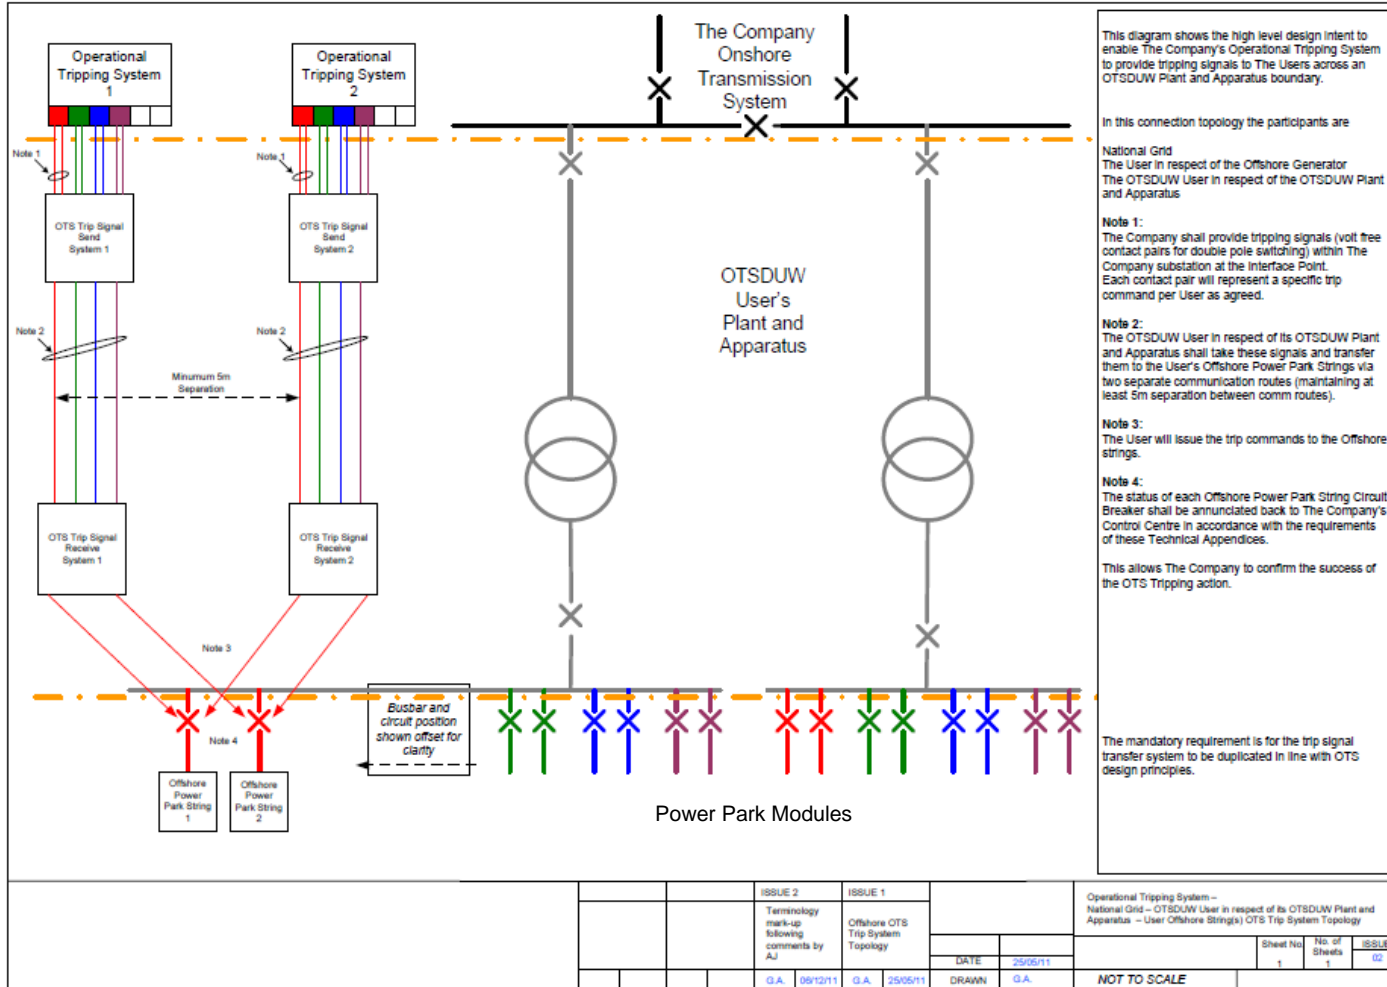 Operational
Tripping System
1
Operational
Tripping System
2
The Company
Onshore
Transmission
System
Note 1
Note 1
OTS Trip Signal
Send
System 1
OTS Trip Signal
Send
System 2
OTSDUW
User's
Plant and
Apparatus
Note 2
Note 2
Minumum 5m
Separation
OTS Trip Signal
Receive
System 1
OTS Trip Signal
Receive
System 2
Note 3
Note 4
Busbar and
circuit position
shown offset for
clarity
Offshore
Power
Park String
1
Offshore
Power
Park String
2
Power Park Modules
This diagram shows the high level design intent to
enable The Company's Operational Tripping System
to provide tripping signals to The Users across an
OTSDUW Plant and Apparatus boundary.
In this connection topology the participants are
National Grid
The User in respect of the Offshore Generator
The OTSDUW User in respect of the OTSDUW Plant
and Apparatus
Note 1:
The Company shall provide tripping signals (volt free
contact pairs for double pole switching) within The
Company substation at the Interface Point.
Each contact pair will represent a specific trip
command per User as agreed.
Note 2:
The OTSDUW User in respect of its OTSDUW Plant
and Apparatus shall take these signals and transfer
them to the User's Offshore Power Park Strings via
two separate communication routes (maintaining at
least 5m separation between comm routes).
Note 3:
The User will issue the trip commands to the Offshore
strings.
Note 4:
The status of each Offshore Power Park String Circuit
Breaker shall be annunciated back to The Company's
Control Centre in accordance with the requirements
of these Technical Appendices.
This allows The Company to confirm the success of
the OTS Tripping action.
The mandatory requirement is for the trip signal
transfer system to be duplicated in line with OTS
design principles.
ISSUE 2
Terminology
mark-up
following
comments by
AJ
G.A. 06/12/11
ISSUE 1
Offshore OTS
Trip System
Topology
G.A. 25/05/11
DATE 25/05/11
DRAWN G.A.
Operational Tripping System –
National Grid – OTSDUW User in respect of its OTSDUW Plant and
Apparatus – User Offshore String(s) OTS Trip System Topology
Sheet No
1
No. of
Sheets
1
ISSUE
02
NOT TO SCALE